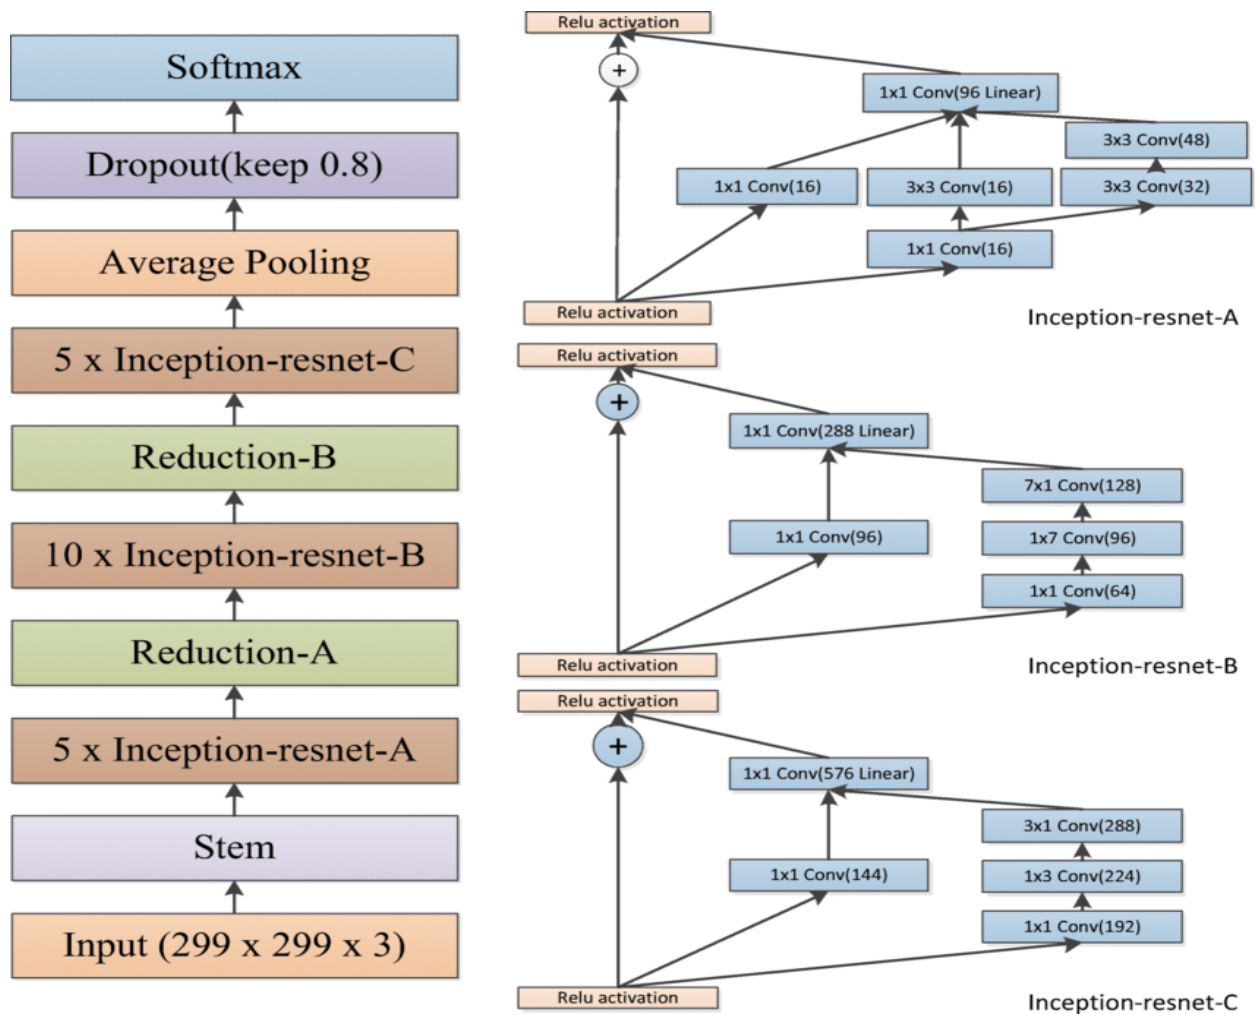 Softmax
Dropout(keep 0.8)
Average Pooling
5 x Inception-resnet-C
Reduction-B
10 x Inception-resnet-B
Reduction-A
5 x Inception-resnet-A
Stem
Input (299 x 299 x 3)
Relu activation
+
1x1 Conv(96 Linear)
3x3 Conv(48)
1x1 Conv(16)
3x3 Conv(16)
3x3 Conv(32)
1x1 Conv(16)
Relu activation
Inception-resnet-A
Relu activation
+
1x1 Conv(288 Linear)
7x1 Conv(128)
1x1 Conv(96)
1x7 Conv(96)
1x1 Conv(64)
Relu activation
Inception-resnet-B
Relu activation
+
1x1 Conv(576 Linear)
3x1 Conv(288)
1x1 Conv(144)
1x3 Conv(224)
1x1 Conv(192)
Relu activation
Inception-resnet-C